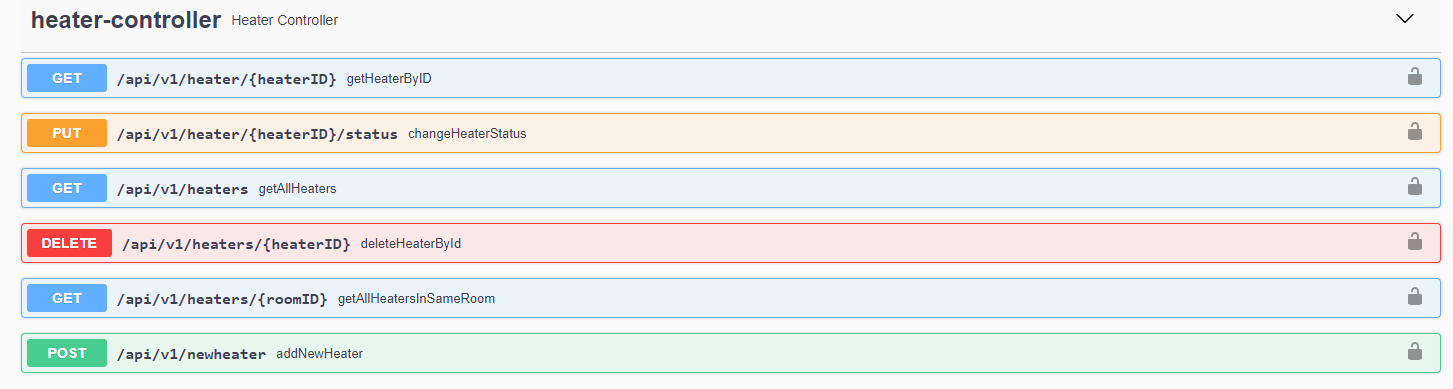 heater-controller Heater Controller
GET /api/v1/heater/{heaterID} getHeaterByID
PUT /api/v1/heater/{heaterID}/status changeHeaterStatus
GET /api/v1/heaters getAllHeaters
DELETE /api/v1/heaters/{heaterID} deleteHeaterById
GET /api/v1/heaters/{roomID} getAllHeatersInSameRoom
POST /api/v1/newheater addNewHeater